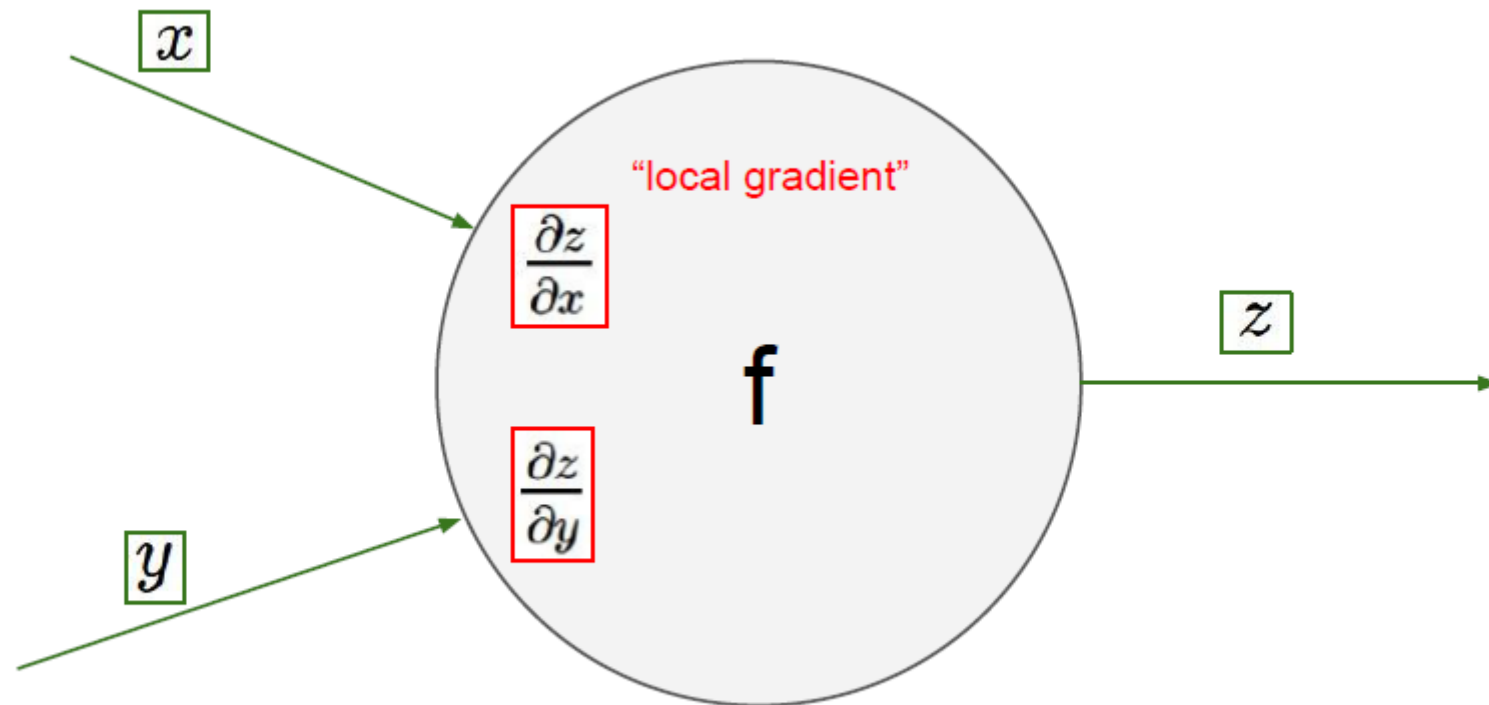 x
“local gradient”
∂z
∂x
z
f
∂z
∂y
y